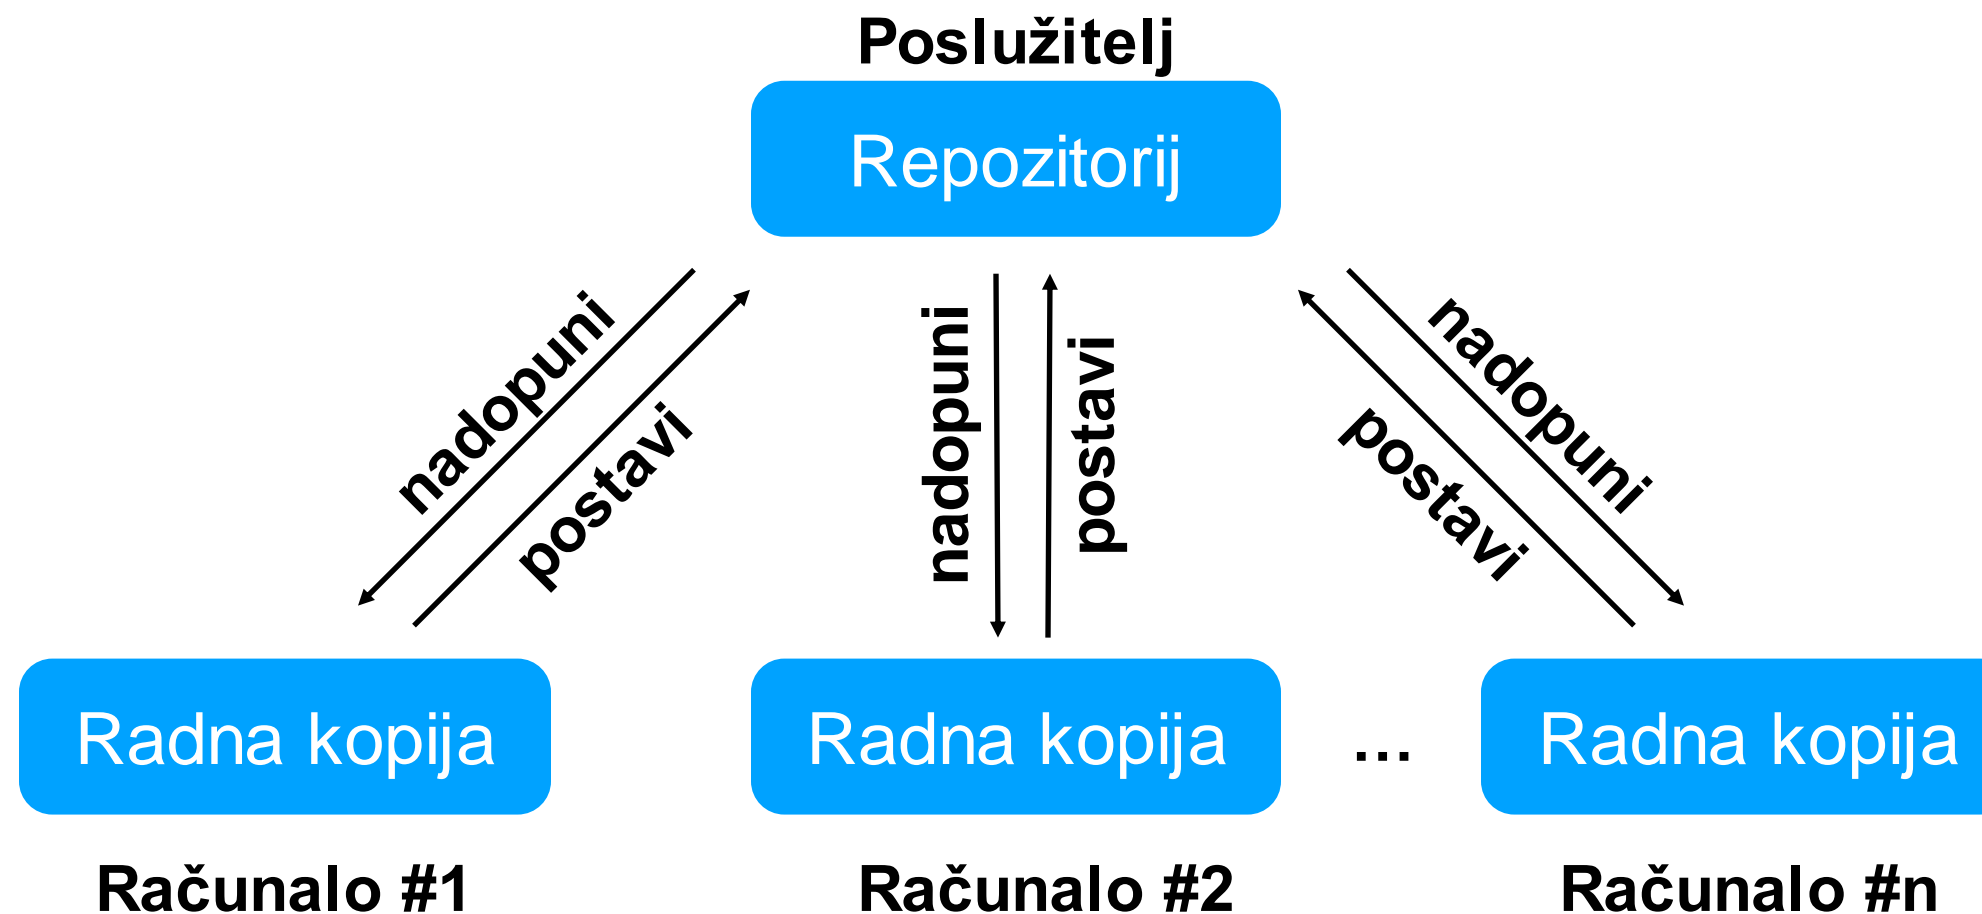 Poslužitelj
Repozitorij
nadopuni
postavi
nadopuni
postavi
nadopuni
postavi
Radna kopija
Radna kopija
...
Radna kopija
Računalo #1
Računalo #2
Računalo #n